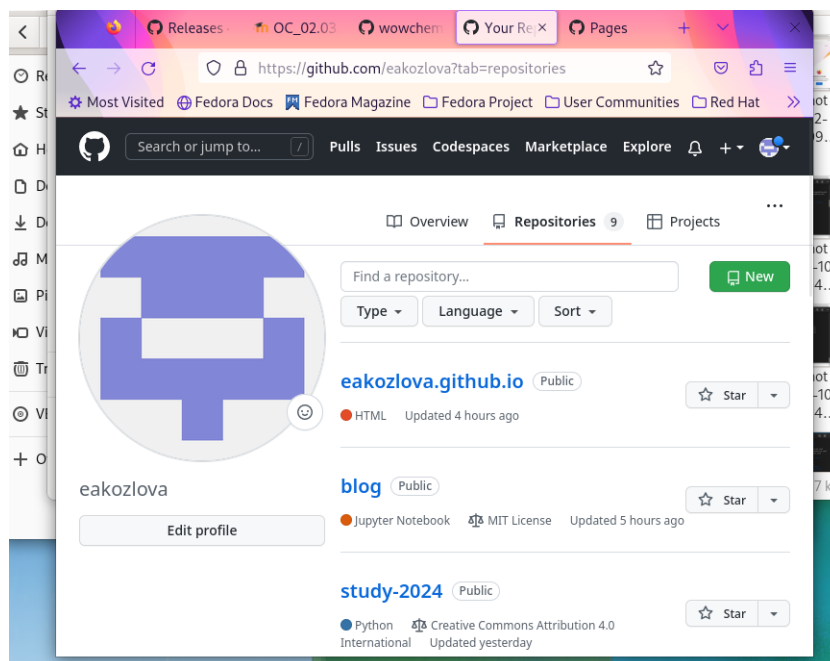 Releases
OC_02.03
wowchem
Your Re
Pages
https://github.com/eakozlova?tab=repositories
Most Visited Fedora Docs Fedora Magazine Fedora Project User Communities Red Hat
Search or jump to... / Pulls Issues Codespaces Marketplace Explore
Overview Repositories 9 Projects
Find a repository... New
Type Language Sort
eakozlova.github.io Public
Star
HTML Updated 4 hours ago
eakozlova
Edit profile
blog Public
Star
Jupyter Notebook MIT License Updated 5 hours ago
study-2024 Public
Star
Python Creative Commons Attribution 4.0
International Updated yesterday